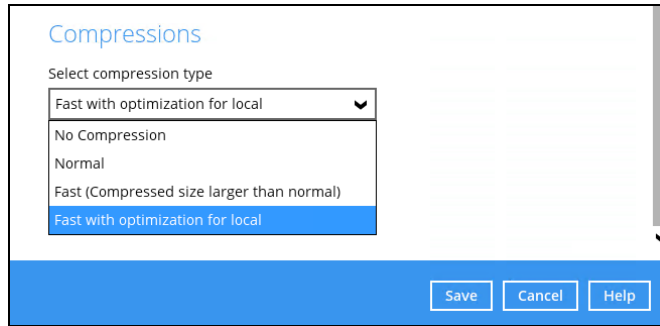 Compressions
Select compression type
Fast with optimization for local
No Compression
Normal
Fast (Compressed size larger than normal)
Fast with optimization for local
Save Cancel Help